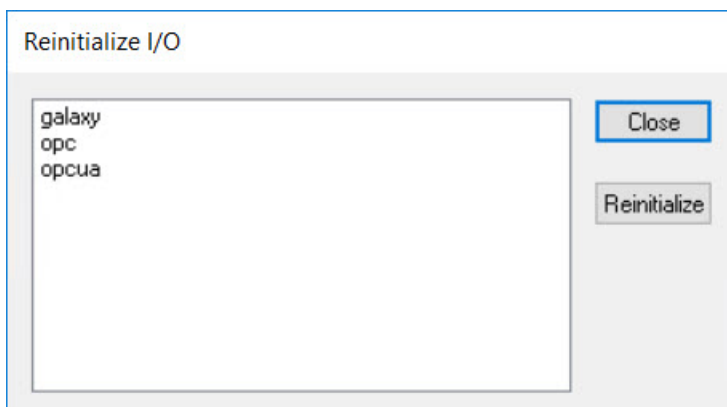 Reinitialize I/O
galaxy
opc
opcua
Close
Reinitialize